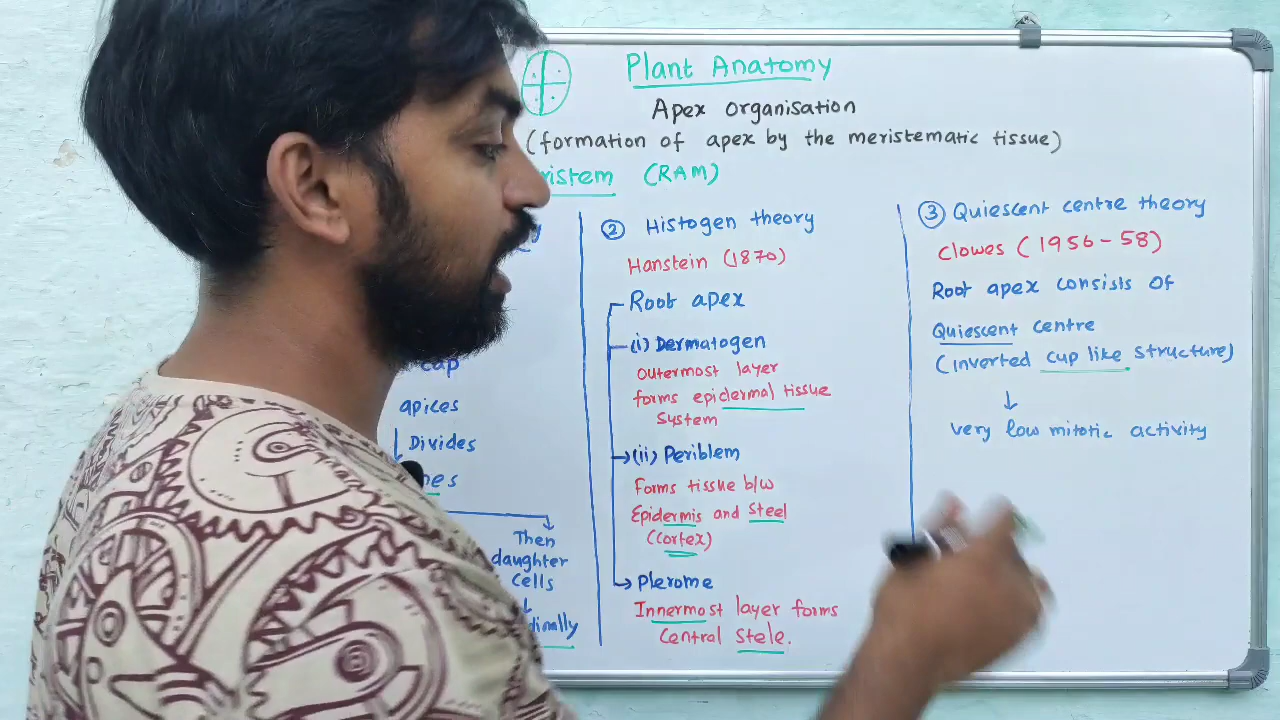 Plant Anatomy
Apex organisation
(formation of apex by the meristematic tissue)
(RAM)
cap
apices
Divides
Then
daughter
cells
② Histogen theory
Hanstein (1870)
Root apex
(i) Dermatogen
outermost layer
forms epidermal tissue
System
(ii) Periblem
Forms tissue b/w
Epidermis and Steel
(Cortex)
Plerome
Innermost layer forms
Central Stele.
③ Quiescent centre theory
Clowes (1956-58)
Root apex consists of
Quiescent centre
(inverted cup like structure)
very low mitotic activity